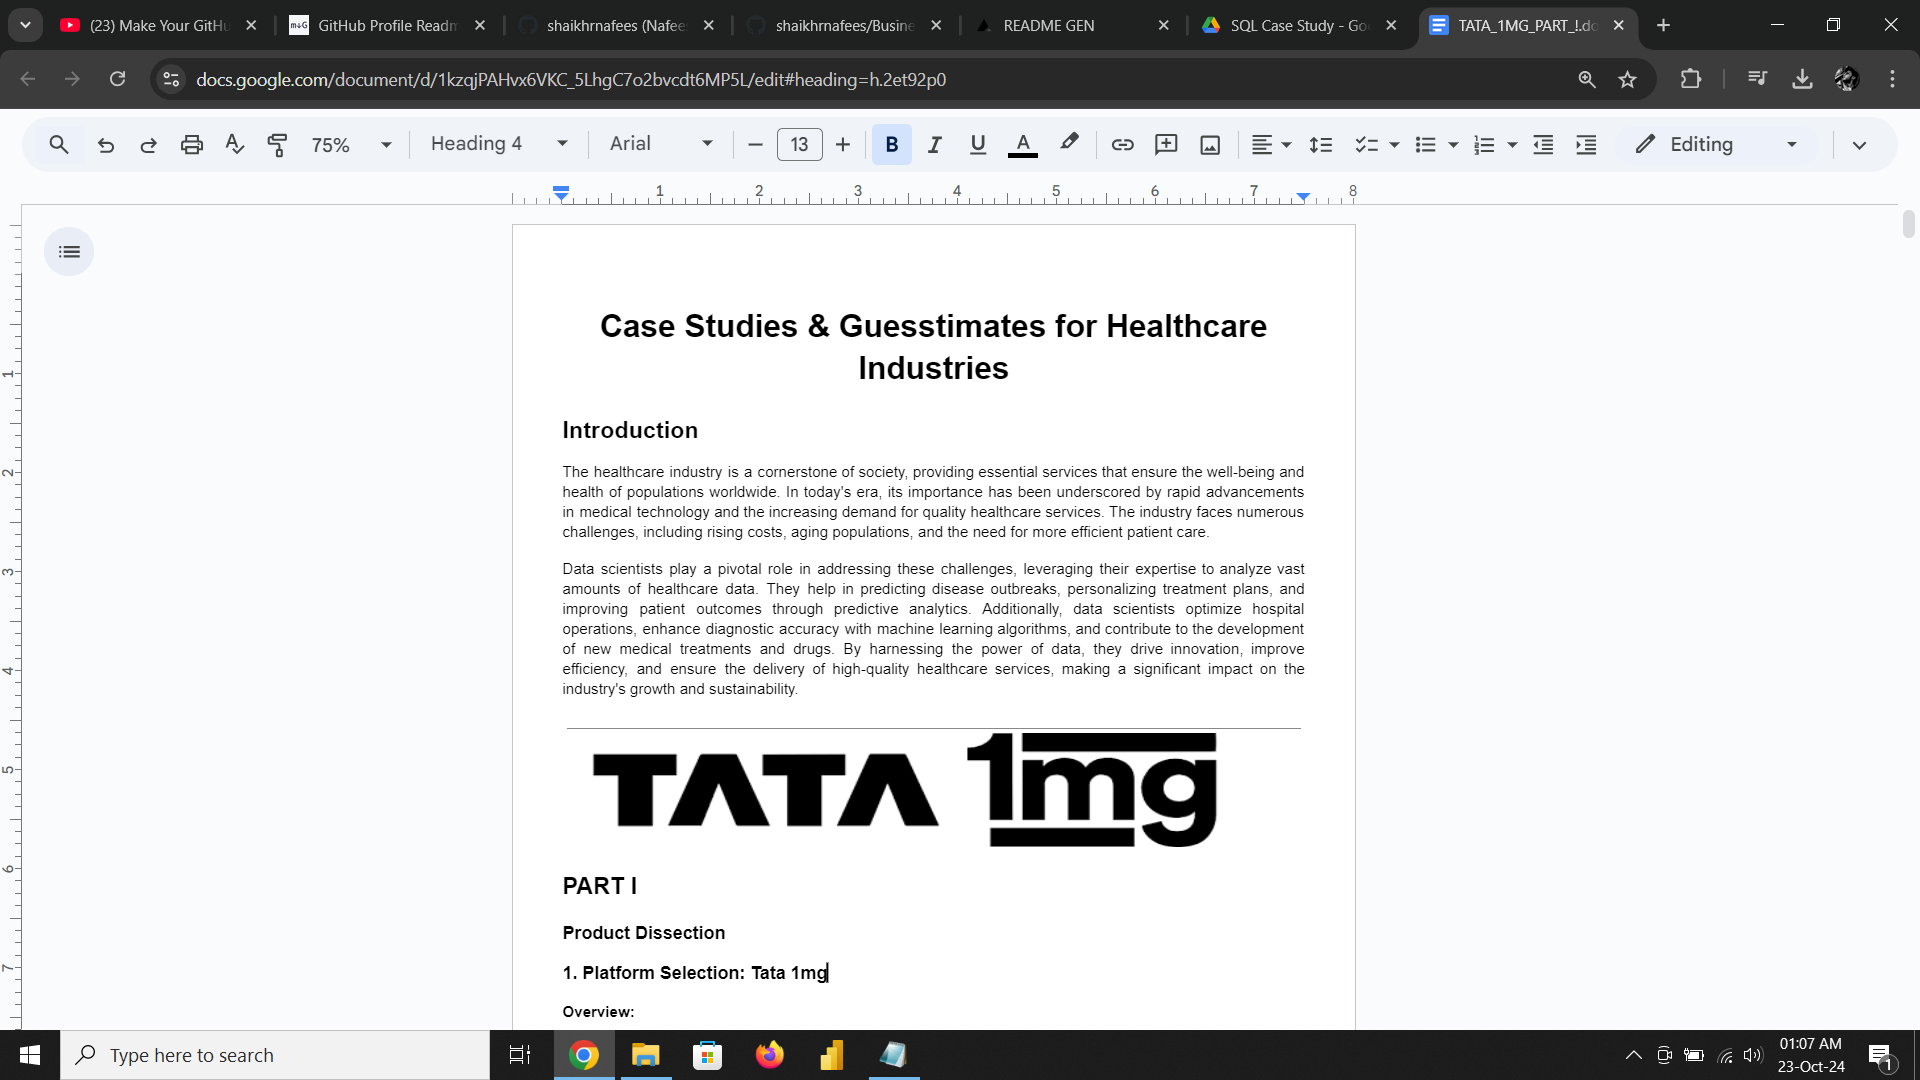 (23) Make Your GitHu
m+G GitHub Profile Readm
shaikhrnafees (Nafee
shaikhrnafees/Busine
README GEN
SQL Case Study - Go
TATA_1MG_PART_!.do
docs.google.com/document/d/1kzqjPAHvx6VKC_5LhgC7o2bvcdt6MP5L/edit#heading=h.2et92p0
75% Heading 4 Arial 13 B I U A Editing
1 2 3 4 5 6 7 8
1
2
3
4
5
6
7
Case Studies & Guesstimates for Healthcare
Industries
Introduction
The healthcare industry is a cornerstone of society, providing essential services that ensure the well-being and
health of populations worldwide. In today's era, its importance has been underscored by rapid advancements
in medical technology and the increasing demand for quality healthcare services. The industry faces numerous
challenges, including rising costs, aging populations, and the need for more efficient patient care.
Data scientists play a pivotal role in addressing these challenges, leveraging their expertise to analyze vast
amounts of healthcare data. They help in predicting disease outbreaks, personalizing treatment plans, and
improving patient outcomes through predictive analytics. Additionally, data scientists optimize hospital
operations, enhance diagnostic accuracy with machine learning algorithms, and contribute to the development
of new medical treatments and drugs. By harnessing the power of data, they drive innovation, improve
efficiency, and ensure the delivery of high-quality healthcare services, making a significant impact on the
industry's growth and sustainability.
TATA 1mg
PART I
Product Dissection
1. Platform Selection: Tata 1mg
Overview:
Type here to search
01:07 AM
23-Oct-24
1